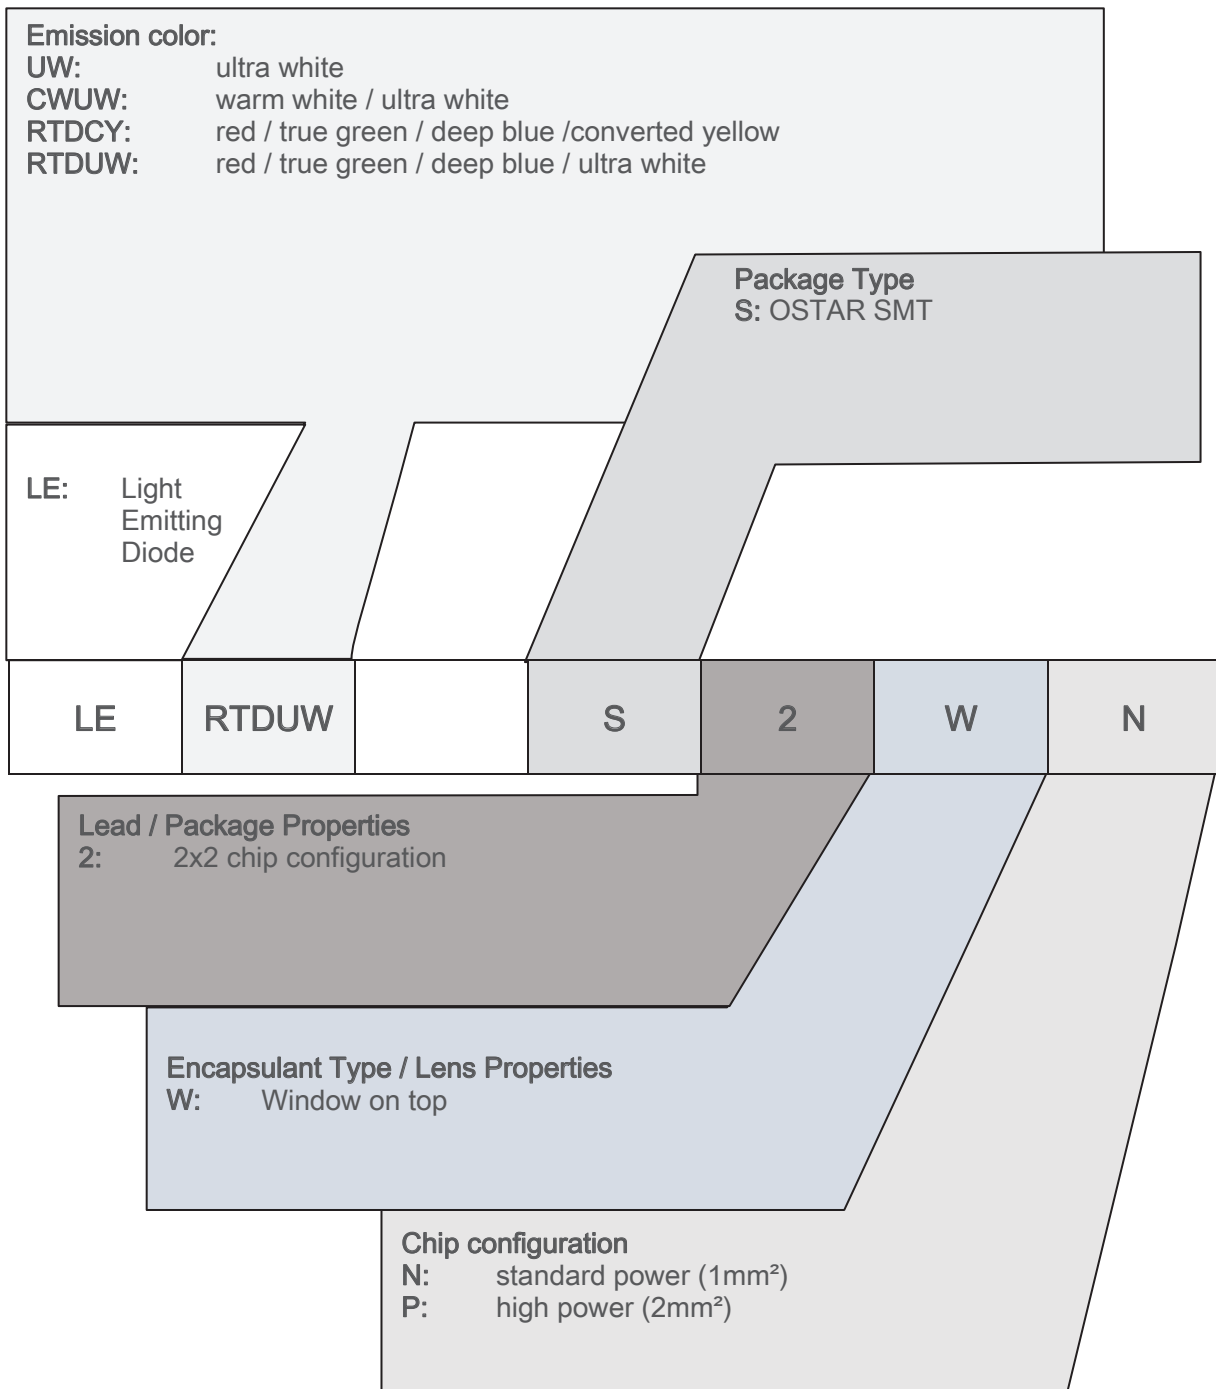 Emission color:
UW: ultra white
CWUW: warm white / ultra white
RTDCY: red / true green / deep blue /converted yellow
RTDUW: red / true green / deep blue / ultra white
Package Type
S: OSTAR SMT
LE: Light
Emitting
Diode
LE RTDUW S 2 W N
Lead / Package Properties
2: 2x2 chip configuration
Encapsulant Type / Lens Properties
W: Window on top
Chip configuration
N: standard power (1mm²)
P: high power (2mm²)